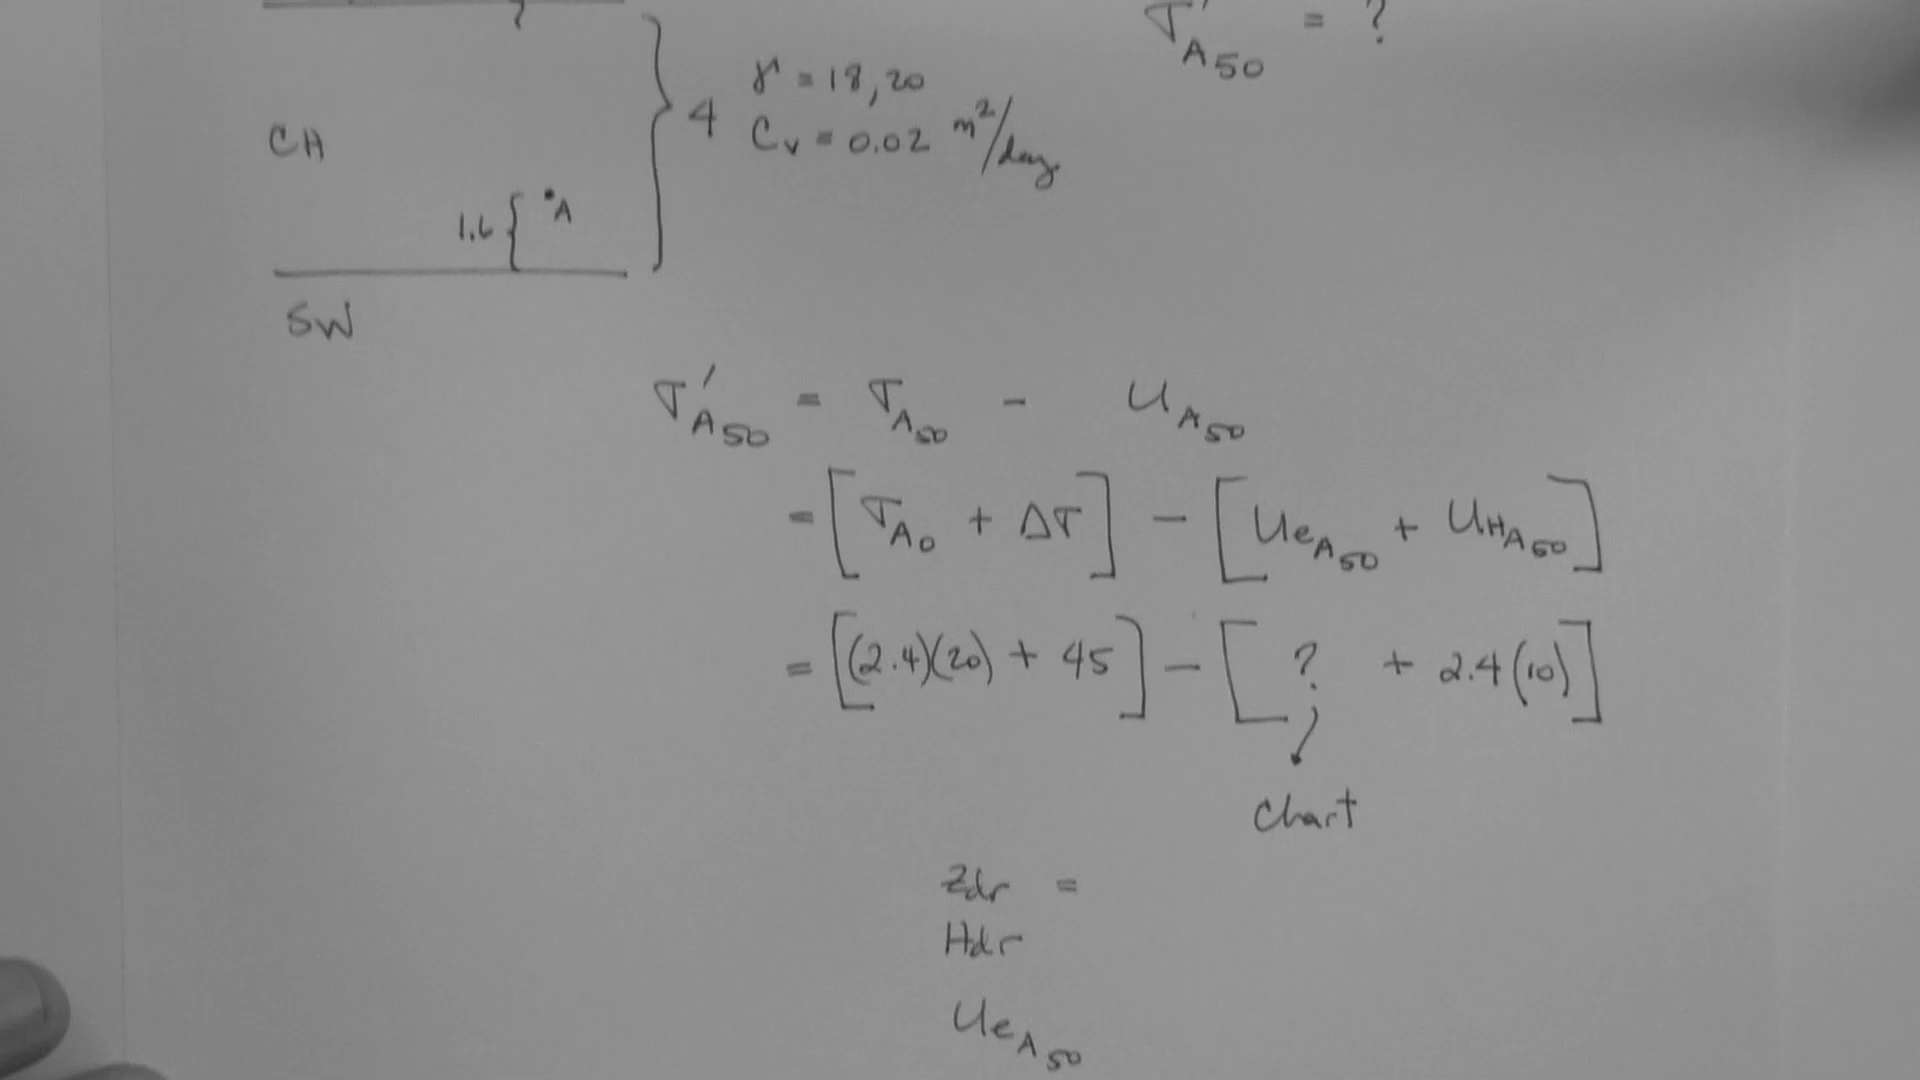 σ'A50 = ?
γ = 18, 20
4 Cv = 0.02 m²/day
CH
1.6 { •A
SW
σ'A50 = σA50 - UA50
= [σA0 + Δσ] - [UeA50 + UHA50]
= [(2.4)(20) + 45] - [? + 2.4(10)]
Chart
Zdr =
Hdr
UeA50